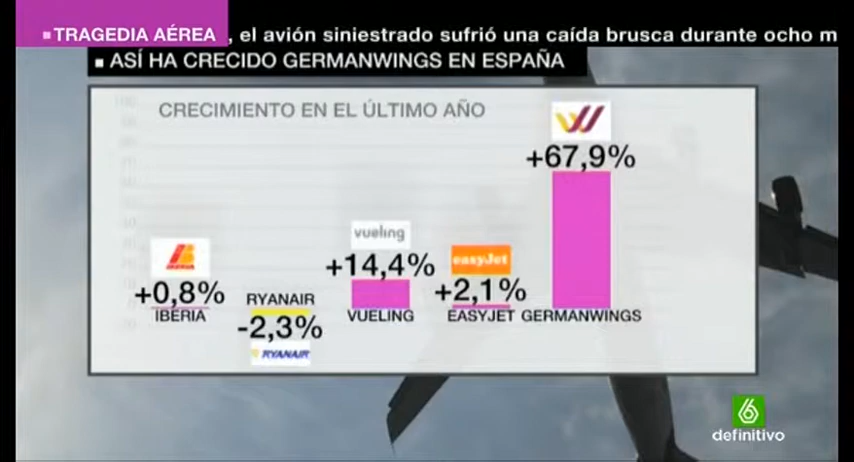 TRAGEDIA AÉREA , el avión siniestrado sufrió una caída brusca durante ocho m
ASÍ HA CRECIDO GERMANWINGS EN ESPAÑA
CRECIMIENTO EN EL ÚLTIMO AÑO
IBERIA
+0,8%
IBERIA
RYANAIR
-2,3%
RYANAIR
vueling
+14,4%
VUELING
easyJet
+2,1%
EASYJET
+67,9%
GERMANWINGS
6
definitivo